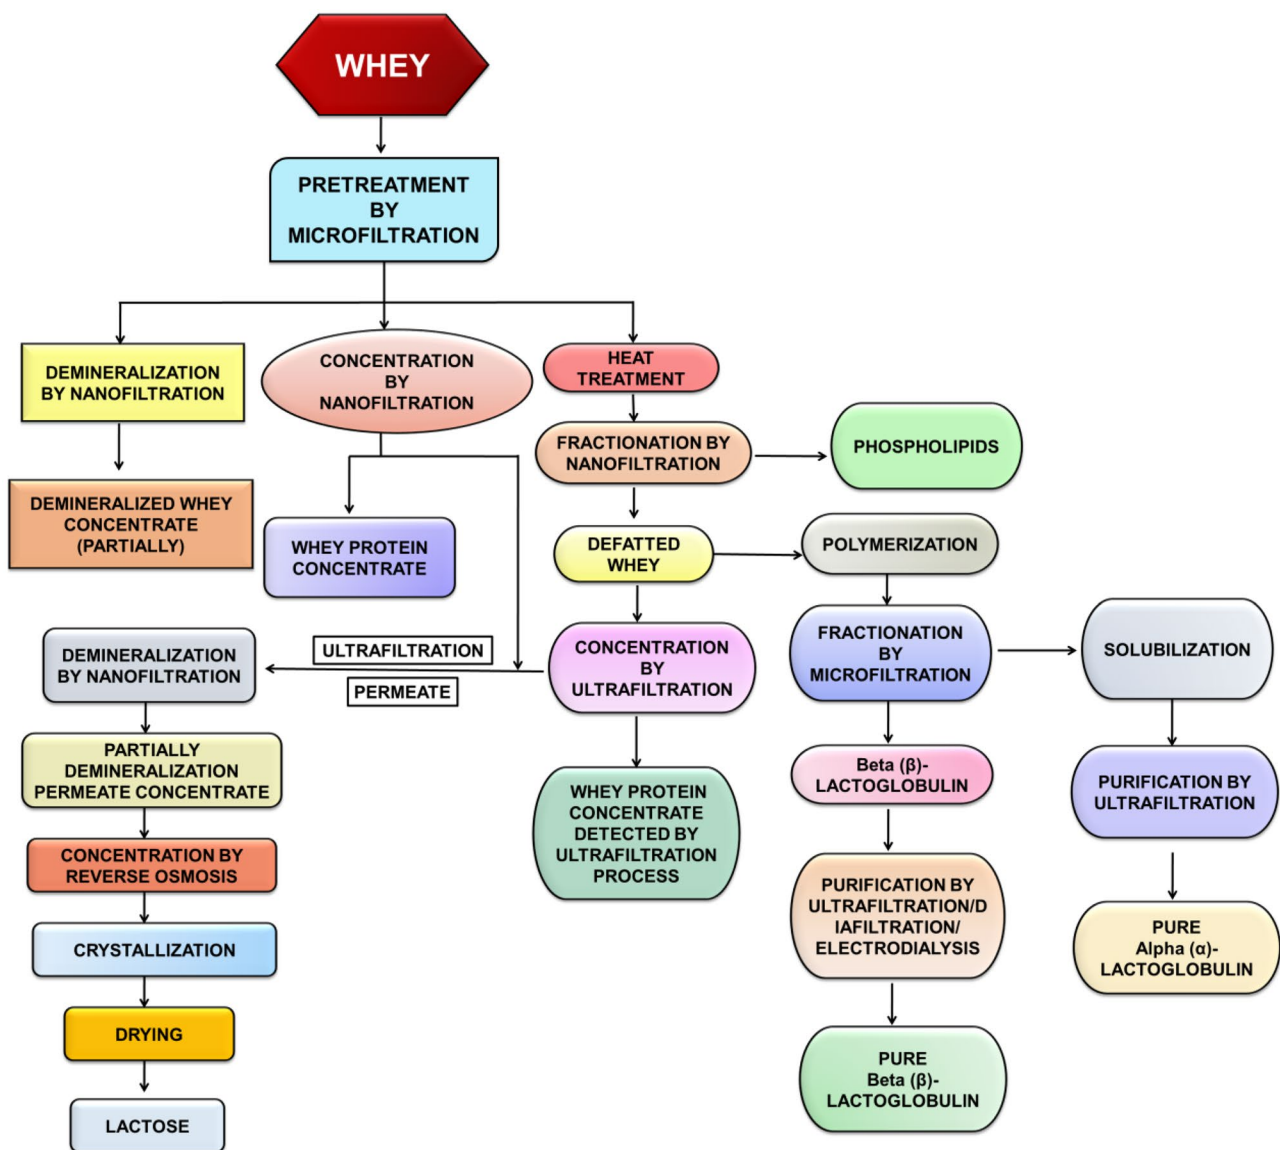 WHEY
PRETREATMENT
BY
MICROFILTRATION
DEMINERALIZATION
BY NANOFILTRATION
CONCENTRATION
BY
NANOFILTRATION
HEAT
TREATMENT
FRACTIONATION BY
NANOFILTRATION
PHOSPHOLIPIDS
DEMINERALIZED WHEY
CONCENTRATE
(PARTIALLY)
WHEY PROTEIN
CONCENTRATE
DEFATTED
WHEY
POLYMERIZATION
DEMINERALIZATION
BY NANOFILTRATION
ULTRAFILTRATION
PERMEATE
CONCENTRATION
BY
ULTRAFILTRATION
FRACTIONATION
BY
MICROFILTRATION
SOLUBILIZATION
PARTIALLY
DEMINERALIZATION
PERMEATE CONCENTRATE
WHEY PROTEIN
CONCENTRATE
DETECTED BY
ULTRAFILTRATION
PROCESS
Beta (β)-
LACTOGLOBULIN
PURIFICATION BY
ULTRAFILTRATION
CONCENTRATION BY
REVERSE OSMOSIS
PURIFICATION BY
ULTRAFILTRATION/D
IAFILTRATION/
ELECTRODIALYSIS
PURE
Alpha (α)-
LACTOGLOBULIN
CRYSTALLIZATION
DRYING
PURE
Beta (β)-
LACTOGLOBULIN
LACTOSE